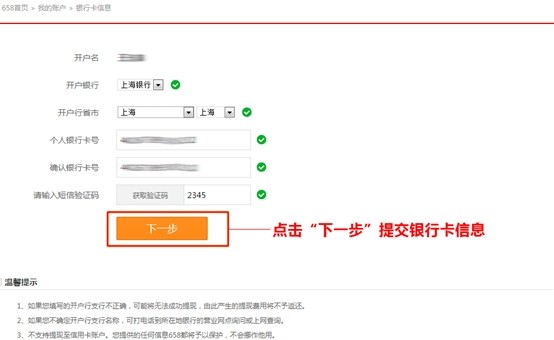 658首页 > 我的账户 > 银行卡信息
开户名
开户银行 上海银行
开户行省市 上海 上海
个人银行卡号
确认银行卡号
请输入短信验证码 获取验证码 2345
下一步
点击“下一步”提交银行卡信息
温馨提示
1、如果您填写的开户行支行不正确，可能将无法成功提现，由此产生的提现费用将不予返还。
2、如果您不确定开户行支行名称，可打电话到所在地银行的营业网点询问或上网查询。
3、不支持提现至信用卡账户。您提供的任何信息658都将予以保护，不会挪作他用。